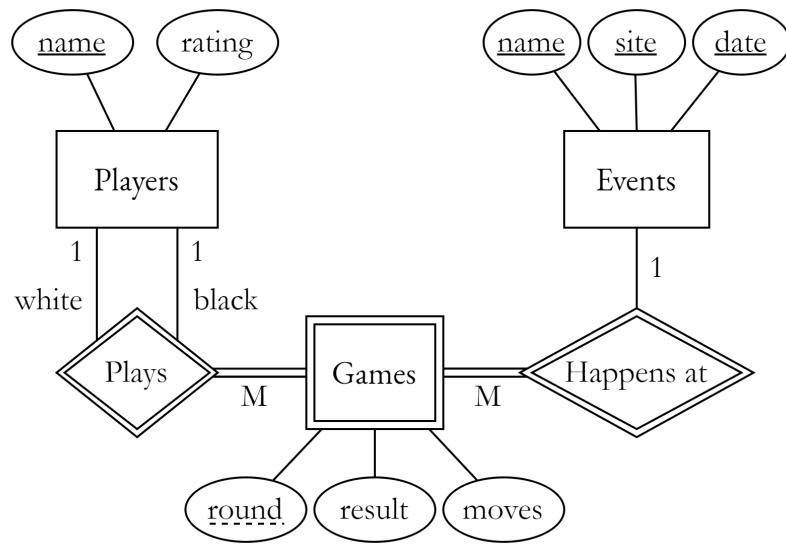 name rating name site date
Players Events
1 1 1
white black
Plays Games Happens at
M M
round result moves